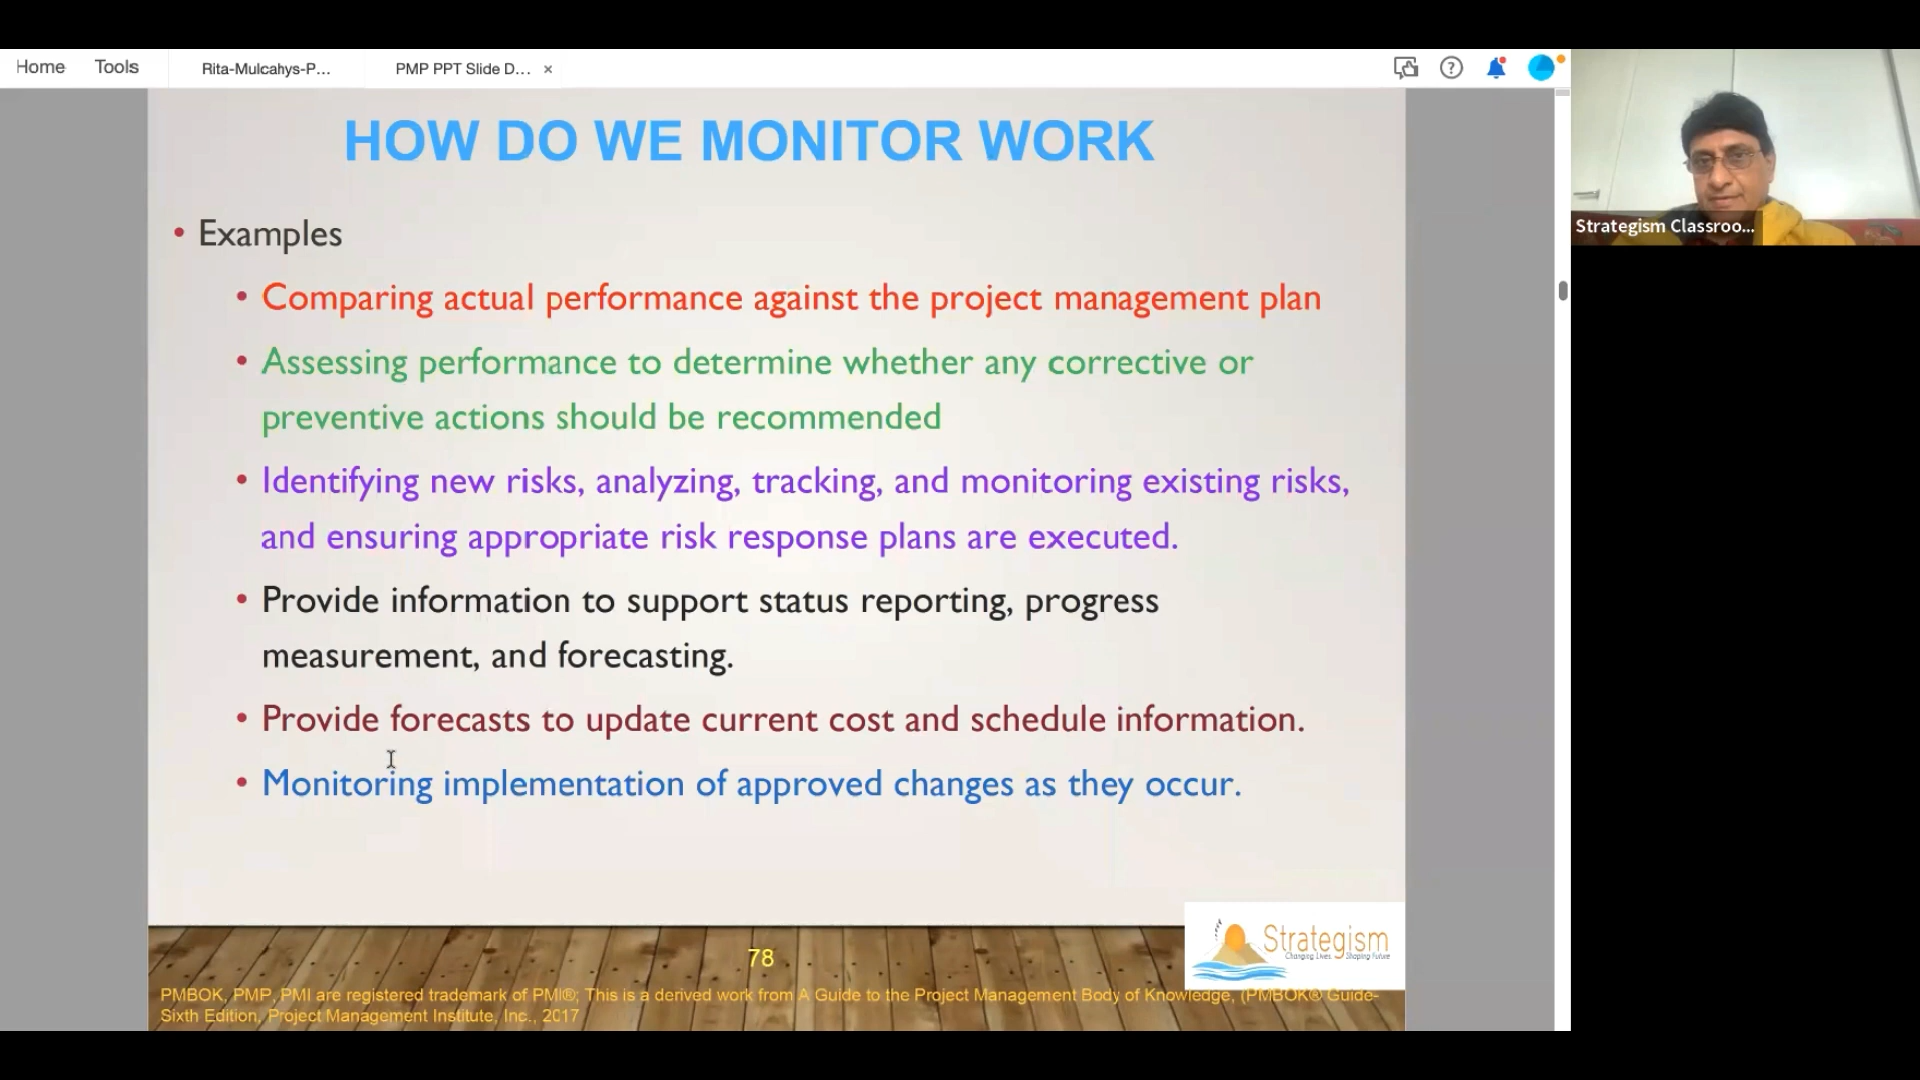 Home Tools Rita-Mulcahys-P... PMP PPT Slide D... ×
HOW DO WE MONITOR WORK
• Examples
• Comparing actual performance against the project management plan
• Assessing performance to determine whether any corrective or
preventive actions should be recommended
• Identifying new risks, analyzing, tracking, and monitoring existing risks,
and ensuring appropriate risk response plans are executed.
• Provide information to support status reporting, progress
measurement, and forecasting.
• Provide forecasts to update current cost and schedule information.
• Monitoring implementation of approved changes as they occur.
Strategism Classroo...
Strategism
Changing Lives. Shaping Future
78
PMBOK, PMP, PMI are registered trademark of PMI®; This is a derived work from A Guide to the Project Management Body of Knowledge, (PMBOK® Guide-
Sixth Edition, Project Management Institute, Inc., 2017